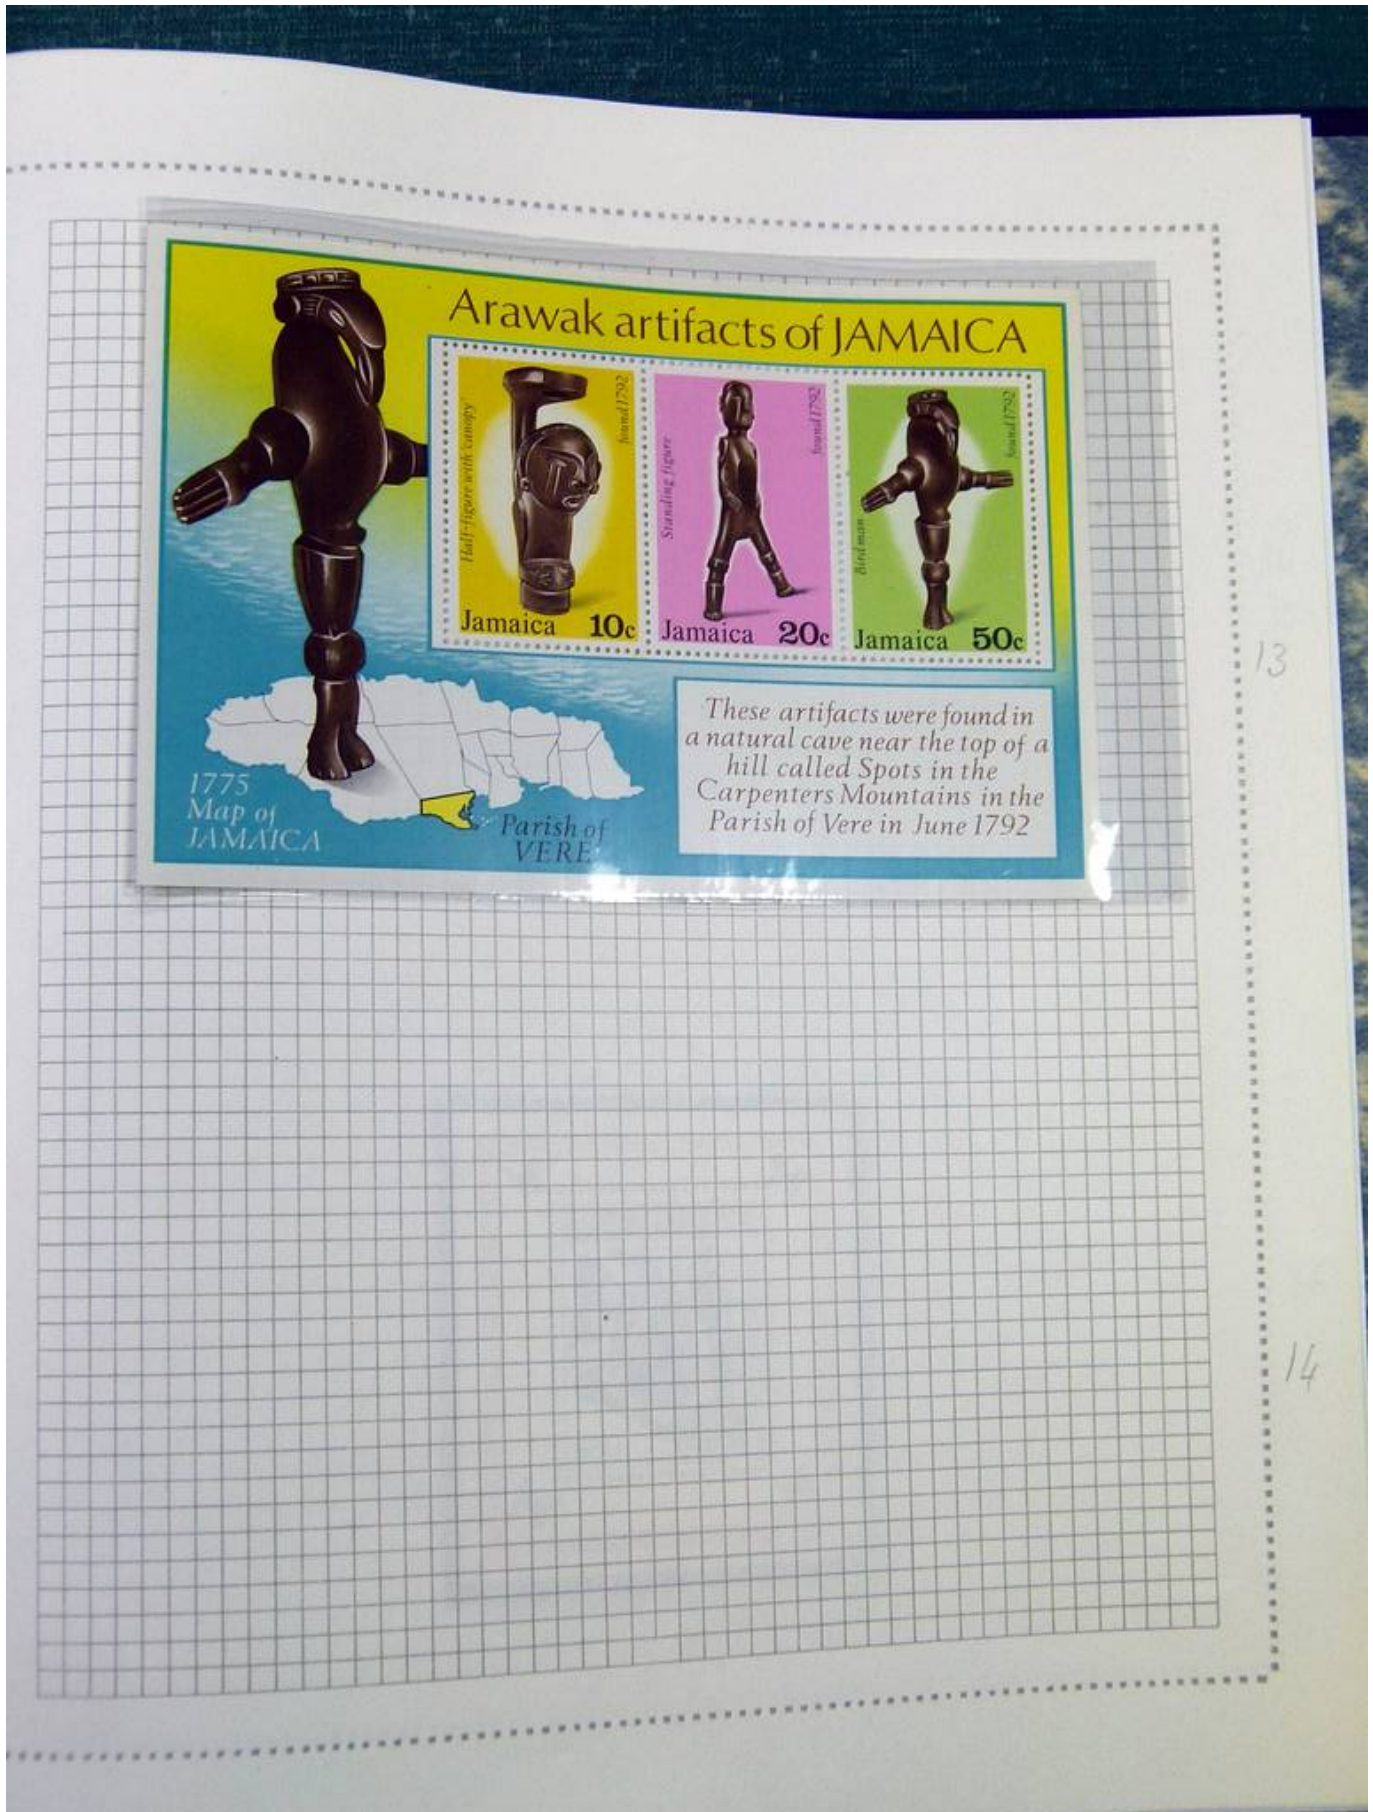 Arawak artifacts of JAMAICA
'Half-figure with 'canopy'
found 1792
Jamaica 10c
Standing figure
found 1792
Jamaica 20c
Bird man
found 1792
Jamaica 50c
These artifacts were found in
a natural cave near the top of a
hill called Spots in the
Carpenters Mountains in the
Parish of Vere in June 1792
1775
Map of
JAMAICA
Parish of
VERE
13
14